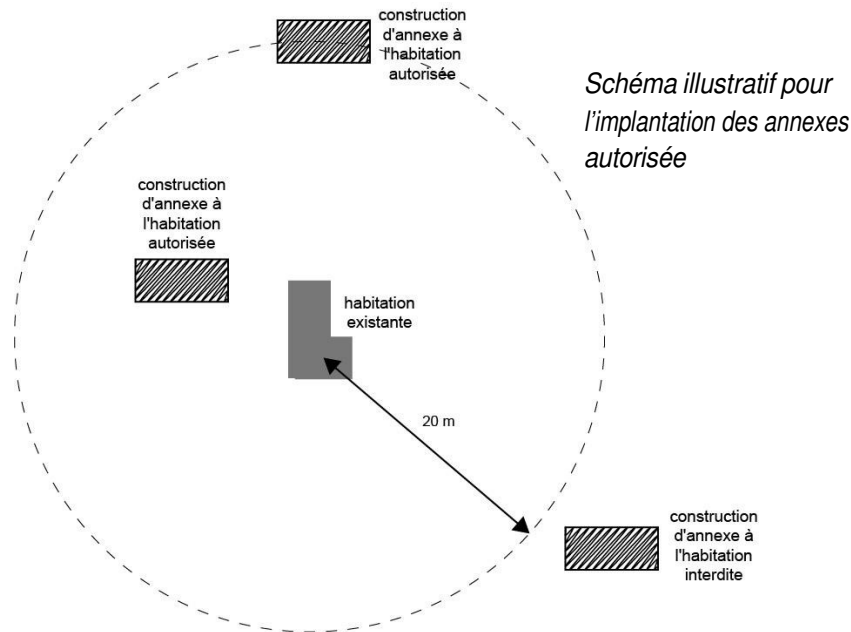 construction
d'annexe à
l'habitation
autorisée
Schéma illustratif pour
l'implantation des annexes
autorisée
construction
d'annexe à
l'habitation
autorisée
habitation
existante
20 m
construction
d'annexe à
l'habitation
interdite